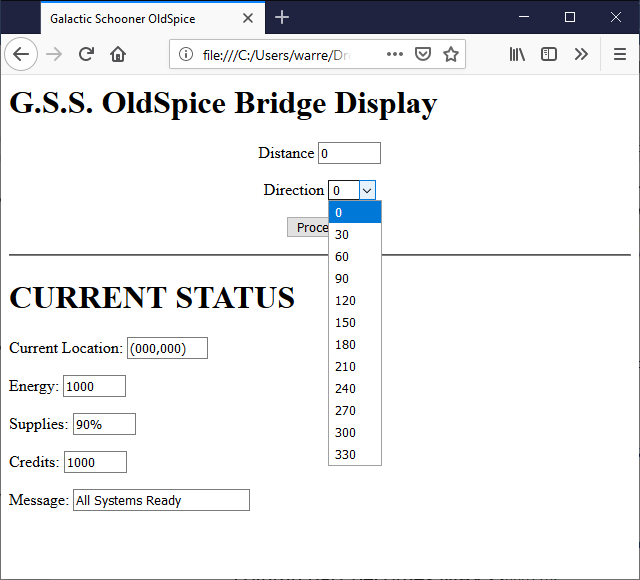 Galactic Schooner OldSpice
file:///C:/Users/warre/Dr
G.S.S. OldSpice Bridge Display
Distance 0
Direction 0
0
30
60
90
120
150
180
210
240
270
300
330
Proce
CURRENT STATUS
Current Location: (000,000)
Energy: 1000
Supplies: 90%
Credits: 1000
Message: All Systems Ready